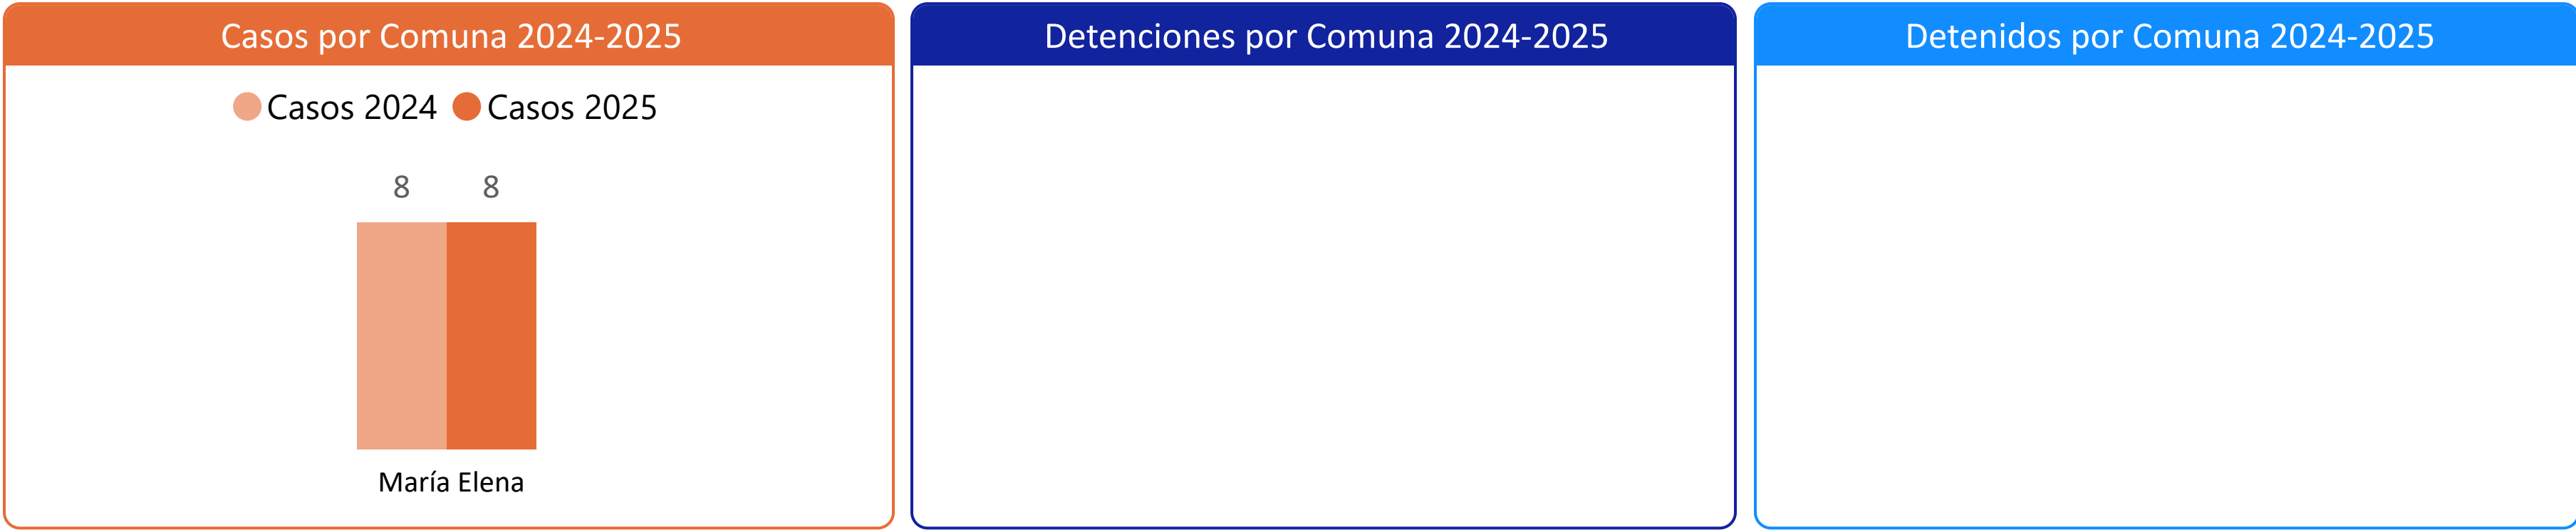 Casos por Comuna 2024-2025
Casos 2024 Casos 2025
8 8
María Elena
Detenciones por Comuna 2024-2025
Detenidos por Comuna 2024-2025